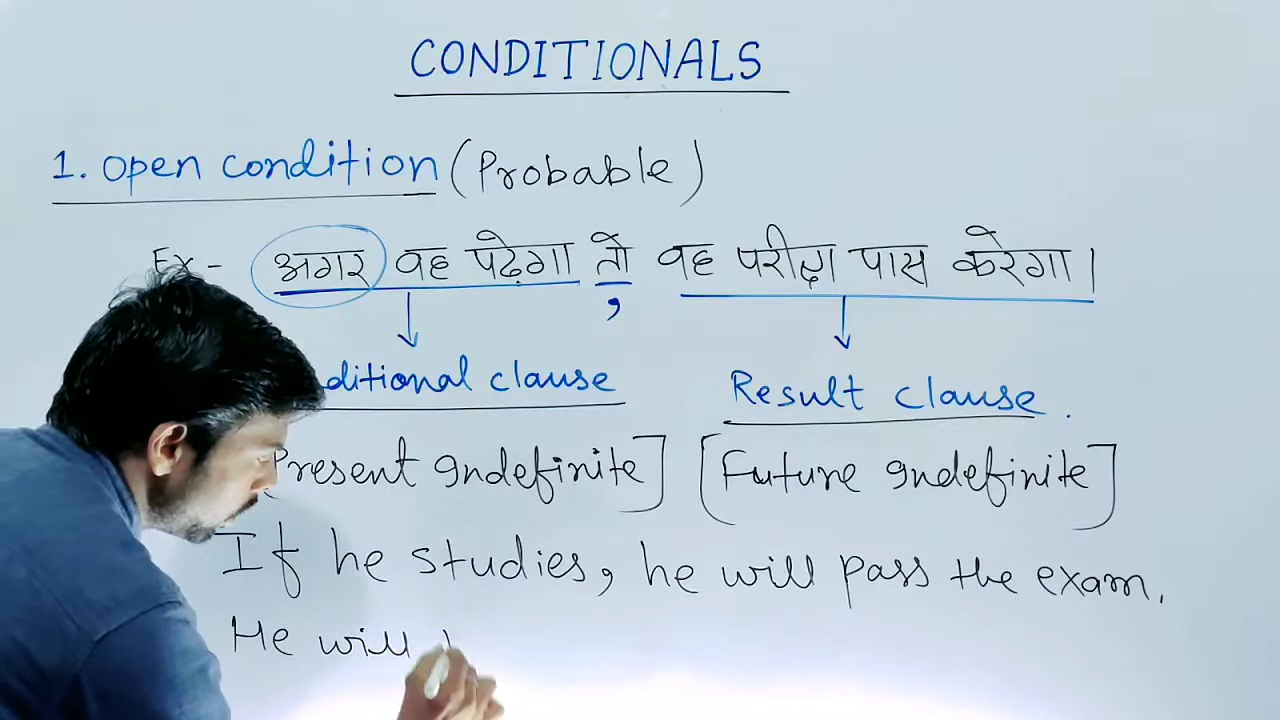 CONDITIONALS
1. Open condition (Probable)
Ex- अगर वह पढ़ेगा तो वह परीक्षा पास करेगा।
,
ditional clause Result clause.
Present Indefinite] [Future Indefinite]
If he studies, he will pass the exam.
He will